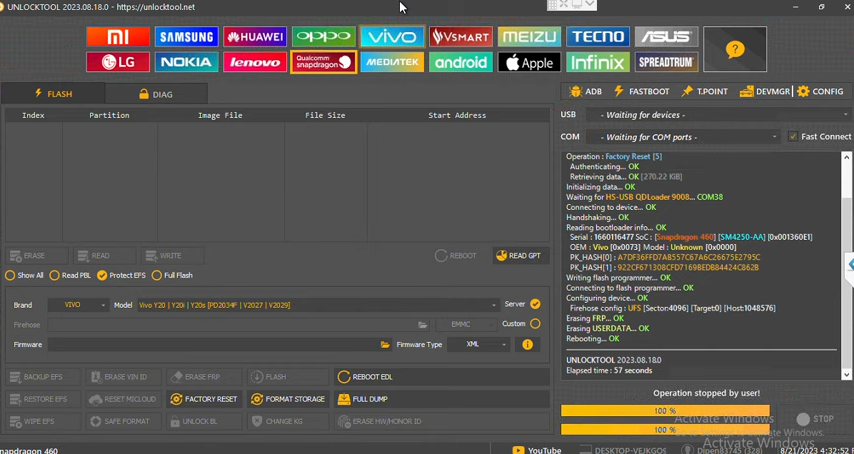 UNLOCKTOOL 2023.08.18.0 - https://unlocktool.net
mi SAMSUNG HUAWEI oppo vivo VSMART MEIZU TECNO ASUS ?
LG NOKIA lenovo Qualcomm snapdragon MEDIATEK android Apple Infinix SPREADTRUM
FLASH DIAG
ADB FASTBOOT T.POINT DEVMGR CONFIG
Index Partition Image File File Size Start Address
USB - Waiting for devices -
COM - Waiting for COM ports - Fast Connect
Operation : Factory Reset [5]
Authenticating... OK
Retrieving data... OK [270.22 KiB]
Initializing data... OK
Waiting for HS-USB QDLoader 9008... COM38
Connecting to device... OK
Handshaking... OK
Reading bootloader info... OK
Serial : 1660116477 SoC : [Snapdragon 460] [SM4250-AA] [0x001360E1]
OEM : Vivo [0x0073] Model : Unknown [0x0000]
PK_HASH[0] : A7DF36FFD7AB557C67A6C26675E2795C
PK_HASH[1] : 922CF671308CFD7169BEDB84424C862B
Writing flash programmer... OK
Connecting to flash programmer... OK
Configuring device... OK
Firehose config : UFS [Sector:4096] [Target:0] [Host:1048576]
Erasing FRP... OK
Erasing USERDATA... OK
Rebooting... OK
UNLOCKTOOL 2023.08.18.0
Elapsed time : 57 seconds
ERASE READ WRITE REBOOT READ GPT
Show All Read PBL Protect EFS Full Flash
Brand VIVO Model Vivo Y20 | Y20i | Y20s [PD2034F | V2027 | V2029] Server
Firehose EMMC Custom
Firmware Firmware Type XML
BACKUP EFS ERASE VIN ID ERASE FRP FLASH REBOOT EDL
RESTORE EFS RESET MICLOUD FACTORY RESET FORMAT STORAGE FULL DUMP
WIPE EFS SAFE FORMAT UNLOCK BL CHANGE KG ERASE HW/HONOR ID
Operation stopped by user!
100 %
100 %
STOP
Activate Windows
Activate Windows
napdragon 460 YouTube DESKTOP-VEJKGOS Dipen83745 (328) 8/21/2023 4:32:52